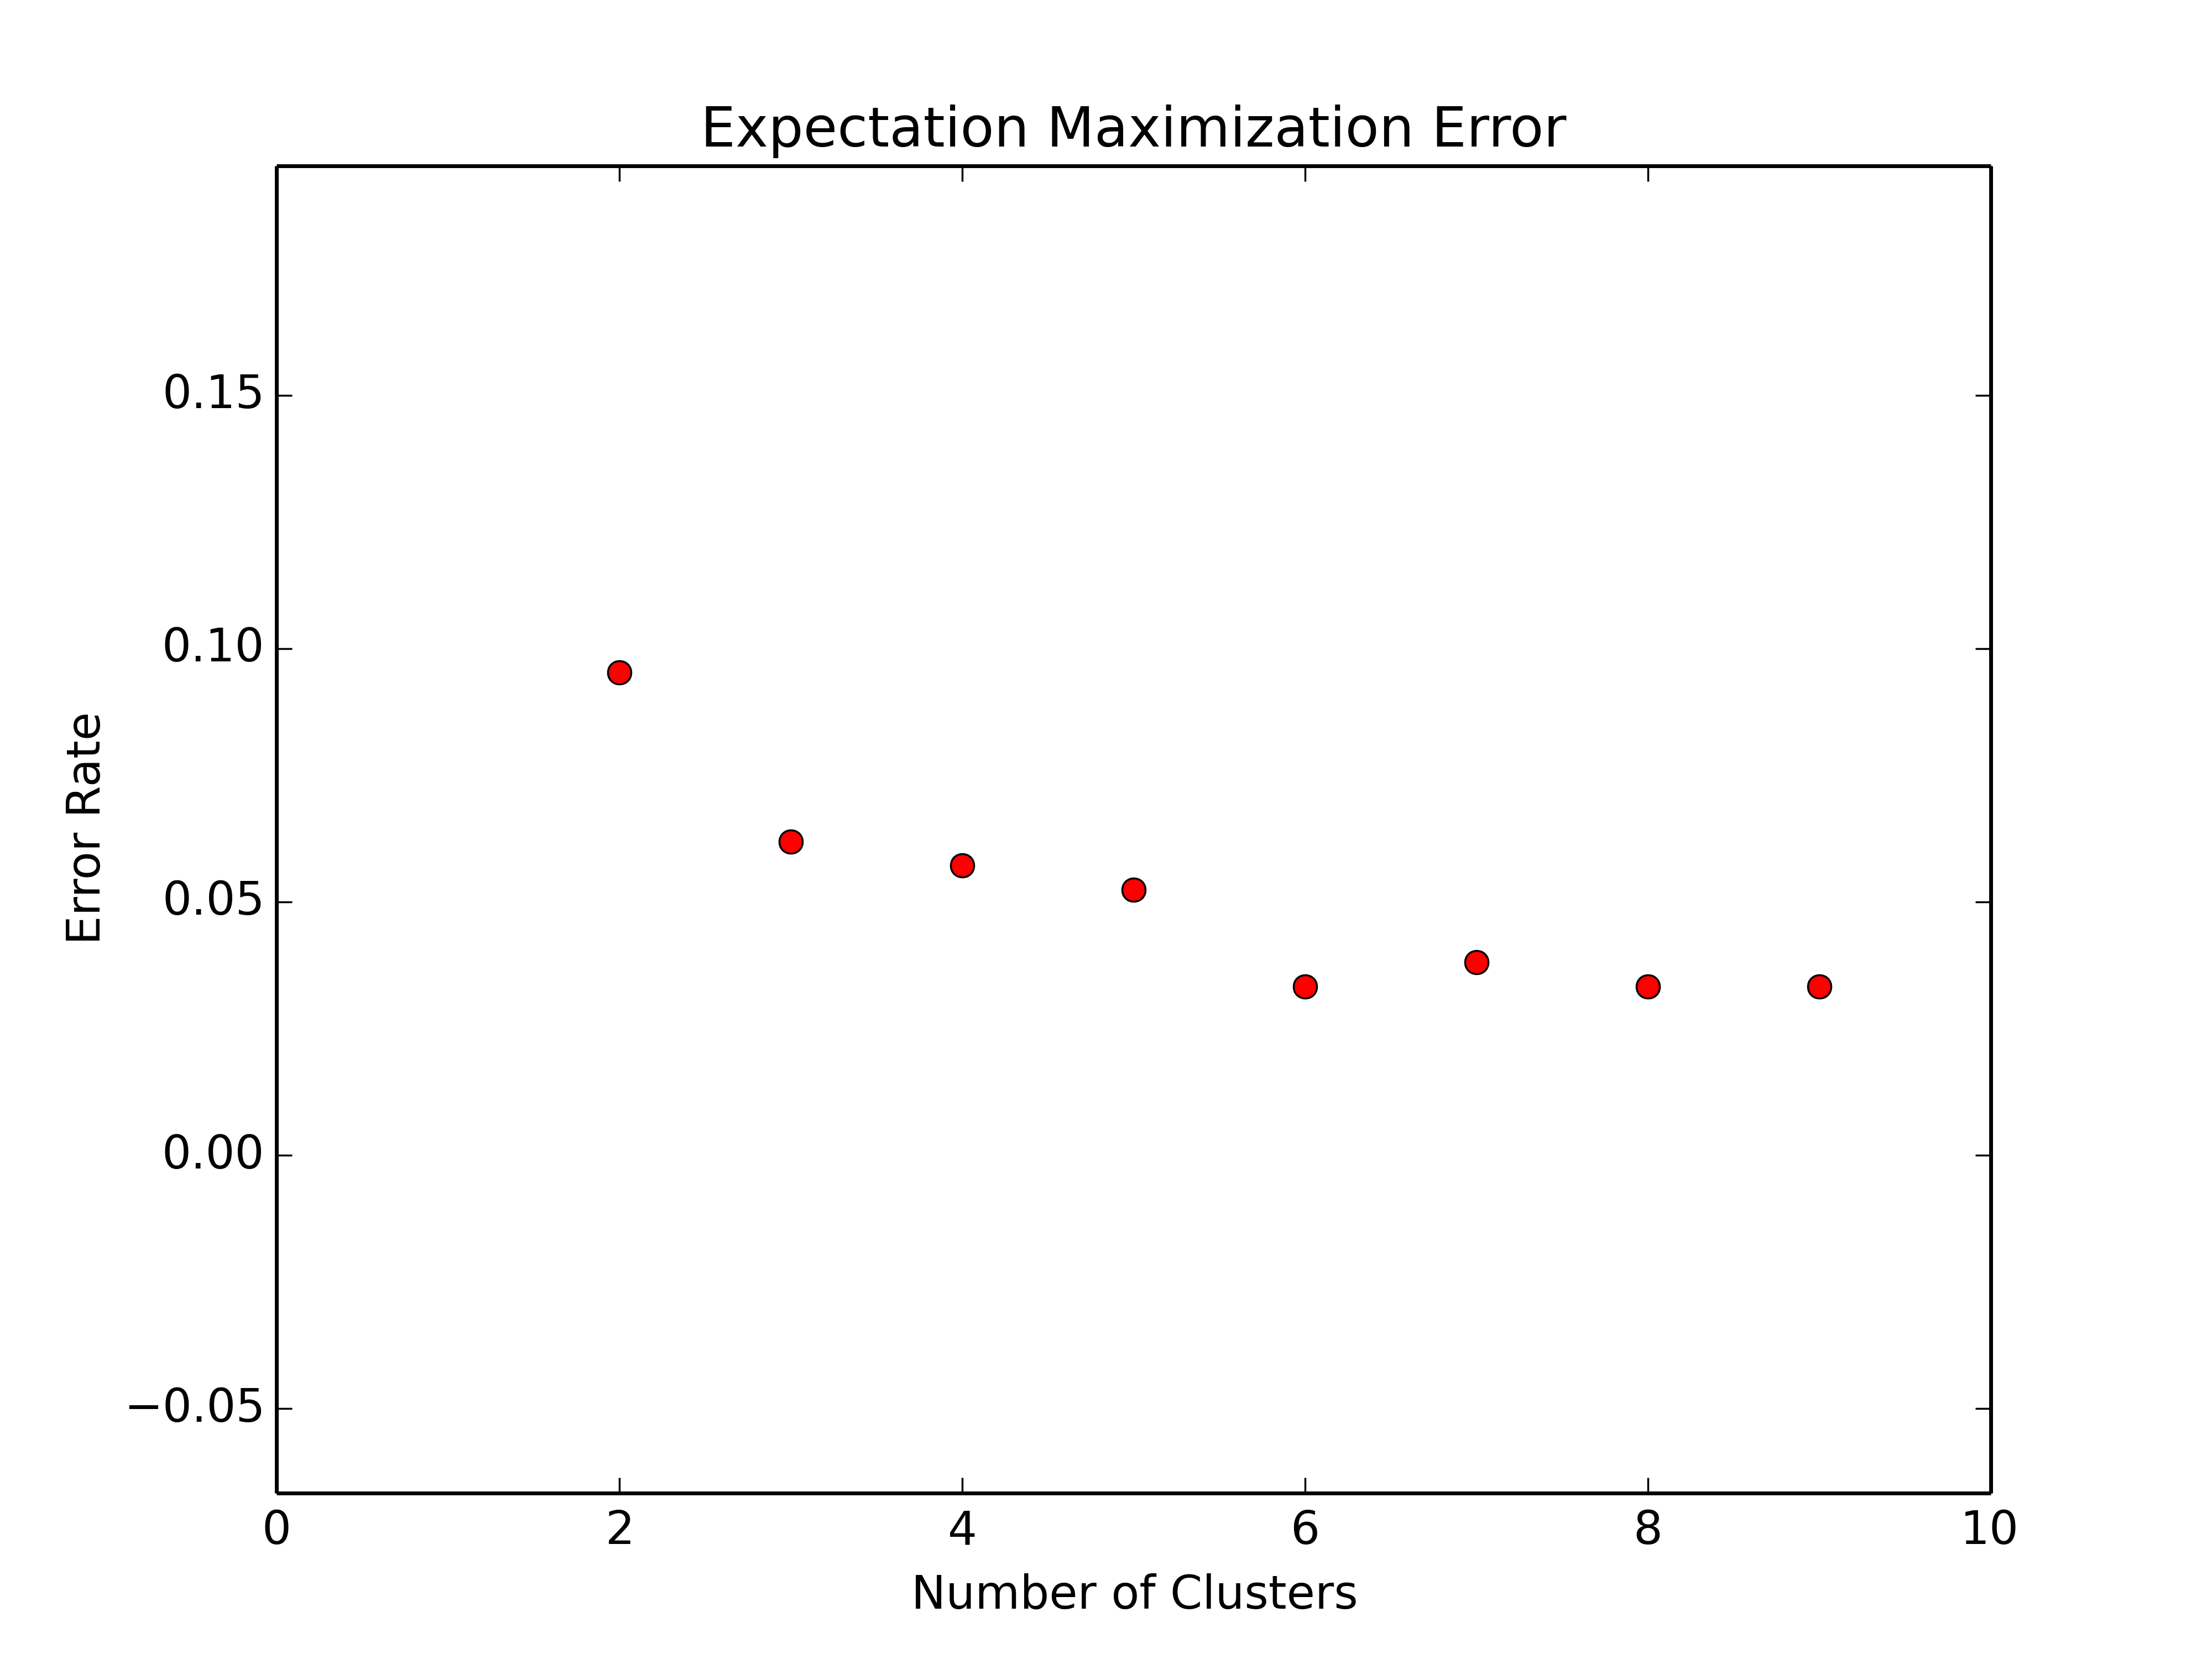 Expectation Maximization Error
0.15
0.10
0.05
0.00
−0.05
Error Rate
0 2 4 6 8 10
Number of Clusters